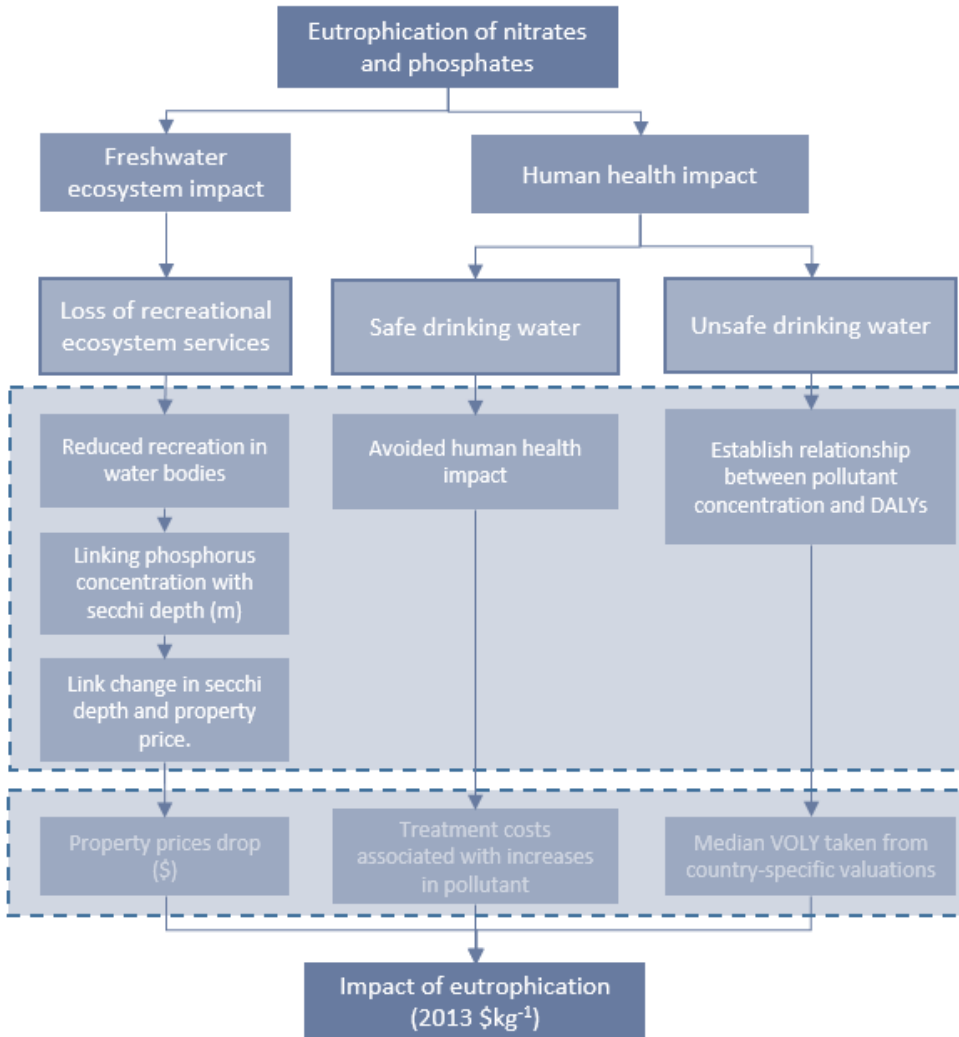 Eutrophication of nitrates
and phosphates
Freshwater
ecosystem impact
Human health impact
Loss of recreational
ecosystem services
Safe drinking water
Unsafe drinking water
Reduced recreation in
water bodies
Avoided human health
impact
Establish relationship
between pollutant
concentration and DALYs
Linking phosphorus
concentration with
secchi depth (m)
Link change in secchi
depth and property
price.
Property prices drop
($)
Treatment costs
associated with increases
in pollutant
Median VOLY taken from
country-specific valuations
Impact of eutrophication
(2013 $kg⁻¹)